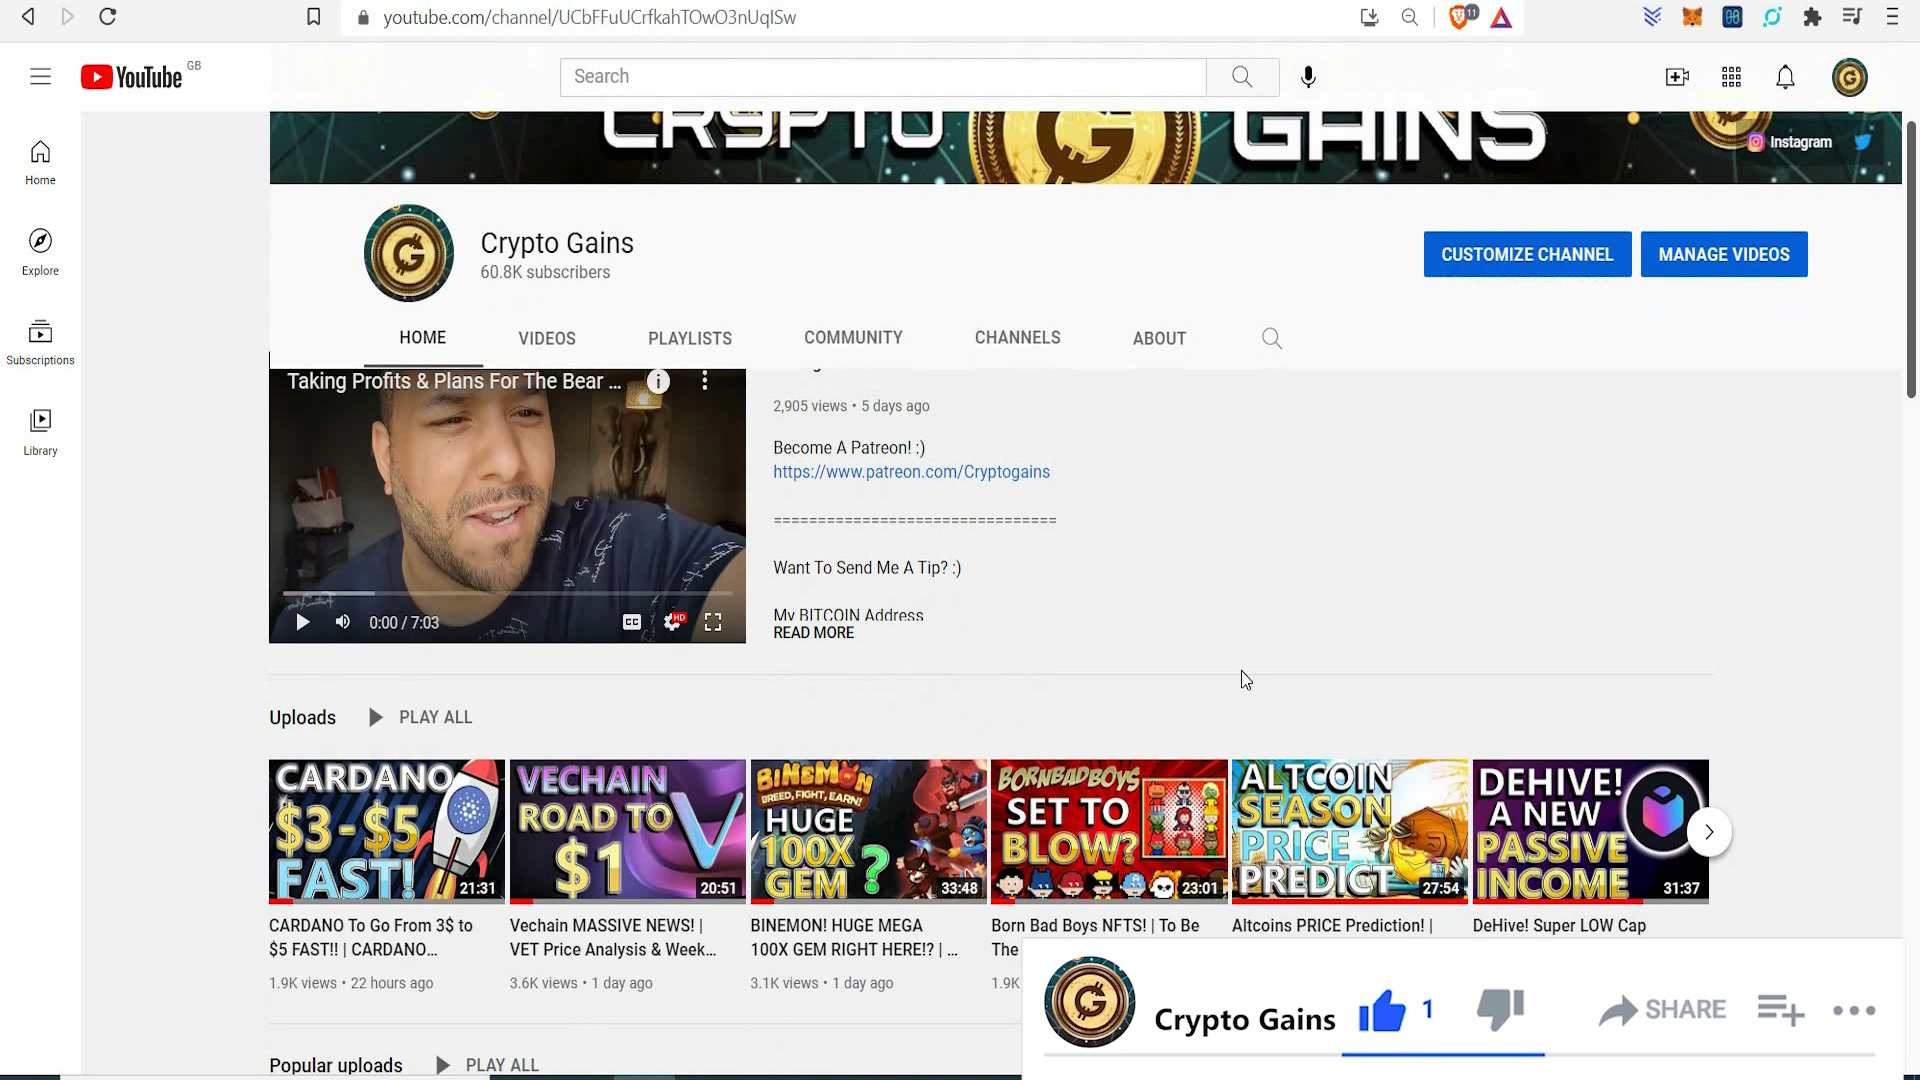 youtube.com/channel/UCbFFuUCrfkahTOwO3nUqISw
11
YouTube GB
Search
CRYPTO GAINS
Instagram
Home
Explore
Subscriptions
Library
Crypto Gains
60.8K subscribers
CUSTOMIZE CHANNEL
MANAGE VIDEOS
HOME VIDEOS PLAYLISTS COMMUNITY CHANNELS ABOUT
Taking Profits & Plans For The Bear ...
0:00 / 7:03
CC
HD
2,905 views • 5 days ago
Become A Patreon! :)
https://www.patreon.com/Cryptogains
================================
Want To Send Me A Tip? :)
My BITCOIN Address
READ MORE
Uploads PLAY ALL
CARDANO
$3-$5
FAST!
21:31
CARDANO To Go From 3$ to
$5 FAST!! | CARDANO...
1.9K views • 22 hours ago
VECHAIN
ROAD TO
$1
20:51
Vechain MASSIVE NEWS! |
VET Price Analysis & Week...
3.6K views • 1 day ago
BINEMON
BREED, FIGHT, EARN!
HUGE
100X
GEM ?
33:48
BINEMON! HUGE MEGA
100X GEM RIGHT HERE!? | ...
3.1K views • 1 day ago
BORNBADBOYS
SET TO
BLOW?
23:01
Born Bad Boys NFTS! | To Be
The
1.9K
ALTCOIN
SEASON
PRICE
PREDICT
27:54
Altcoins PRICE Prediction! |
DEHIVE!
A NEW
PASSIVE
INCOME
31:37
DeHive! Super LOW Cap
Crypto Gains
1
SHARE
Popular uploads PLAY ALL